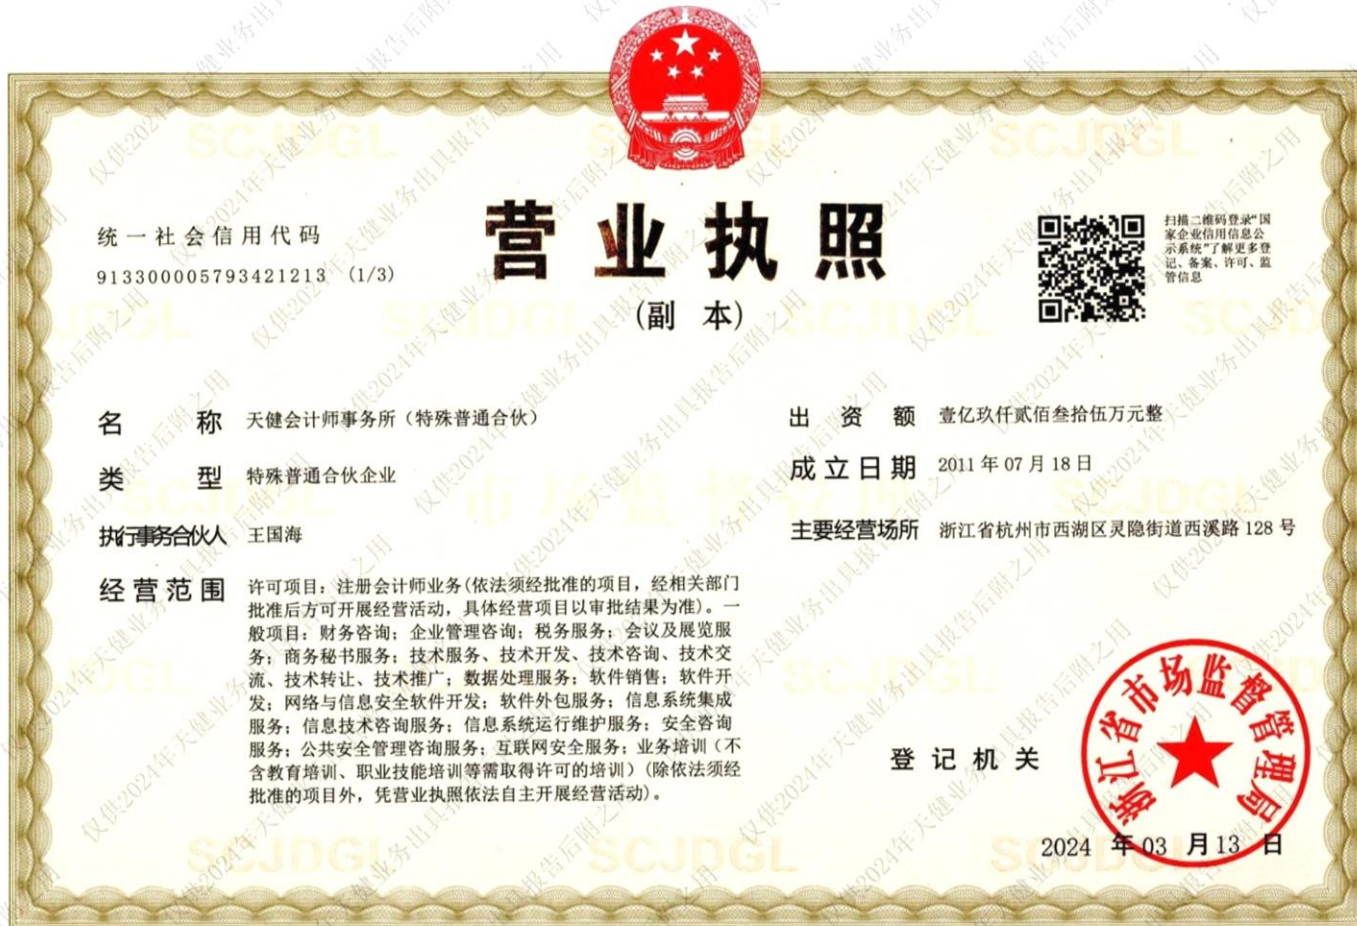 营业执照
(副 本)
统一社会信用代码
913300005793421213 (1/3)
扫描二维码登录“国
家企业信用信息公
示系统”了解更多登
记、备案、许可、监
管信息
名 称 天健会计师事务所（特殊普通合伙）
类 型 特殊普通合伙企业
执行事务合伙人 王国海
经营范围 许可项目：注册会计师业务(依法须经批准的项目，经相关部门
批准后方可开展经营活动，具体经营项目以审批结果为准)。一
般项目：财务咨询；企业管理咨询；税务服务；会议及展览服
务；商务秘书服务；技术服务、技术开发、技术咨询、技术交
流、技术转让、技术推广；数据处理服务；软件销售；软件开
发；网络与信息安全软件开发；软件外包服务；信息系统集成
服务；信息技术咨询服务；信息系统运行维护服务；安全咨询
服务；公共安全管理咨询服务；互联网安全服务；业务培训（不
含教育培训、职业技能培训等需取得许可的培训）(除依法须经
批准的项目外，凭营业执照依法自主开展经营活动)。
出 资 额 壹亿玖仟贰佰叁拾伍万元整
成立日期 2011 年 07 月 18 日
主要经营场所 浙江省杭州市西湖区灵隐街道西溪路 128 号
登记机关
浙江省市场监督管理局
2024 年 03 月 13 日
仅供2024年天健业务出具报告后附之用
SCJDGL
市场监督管理